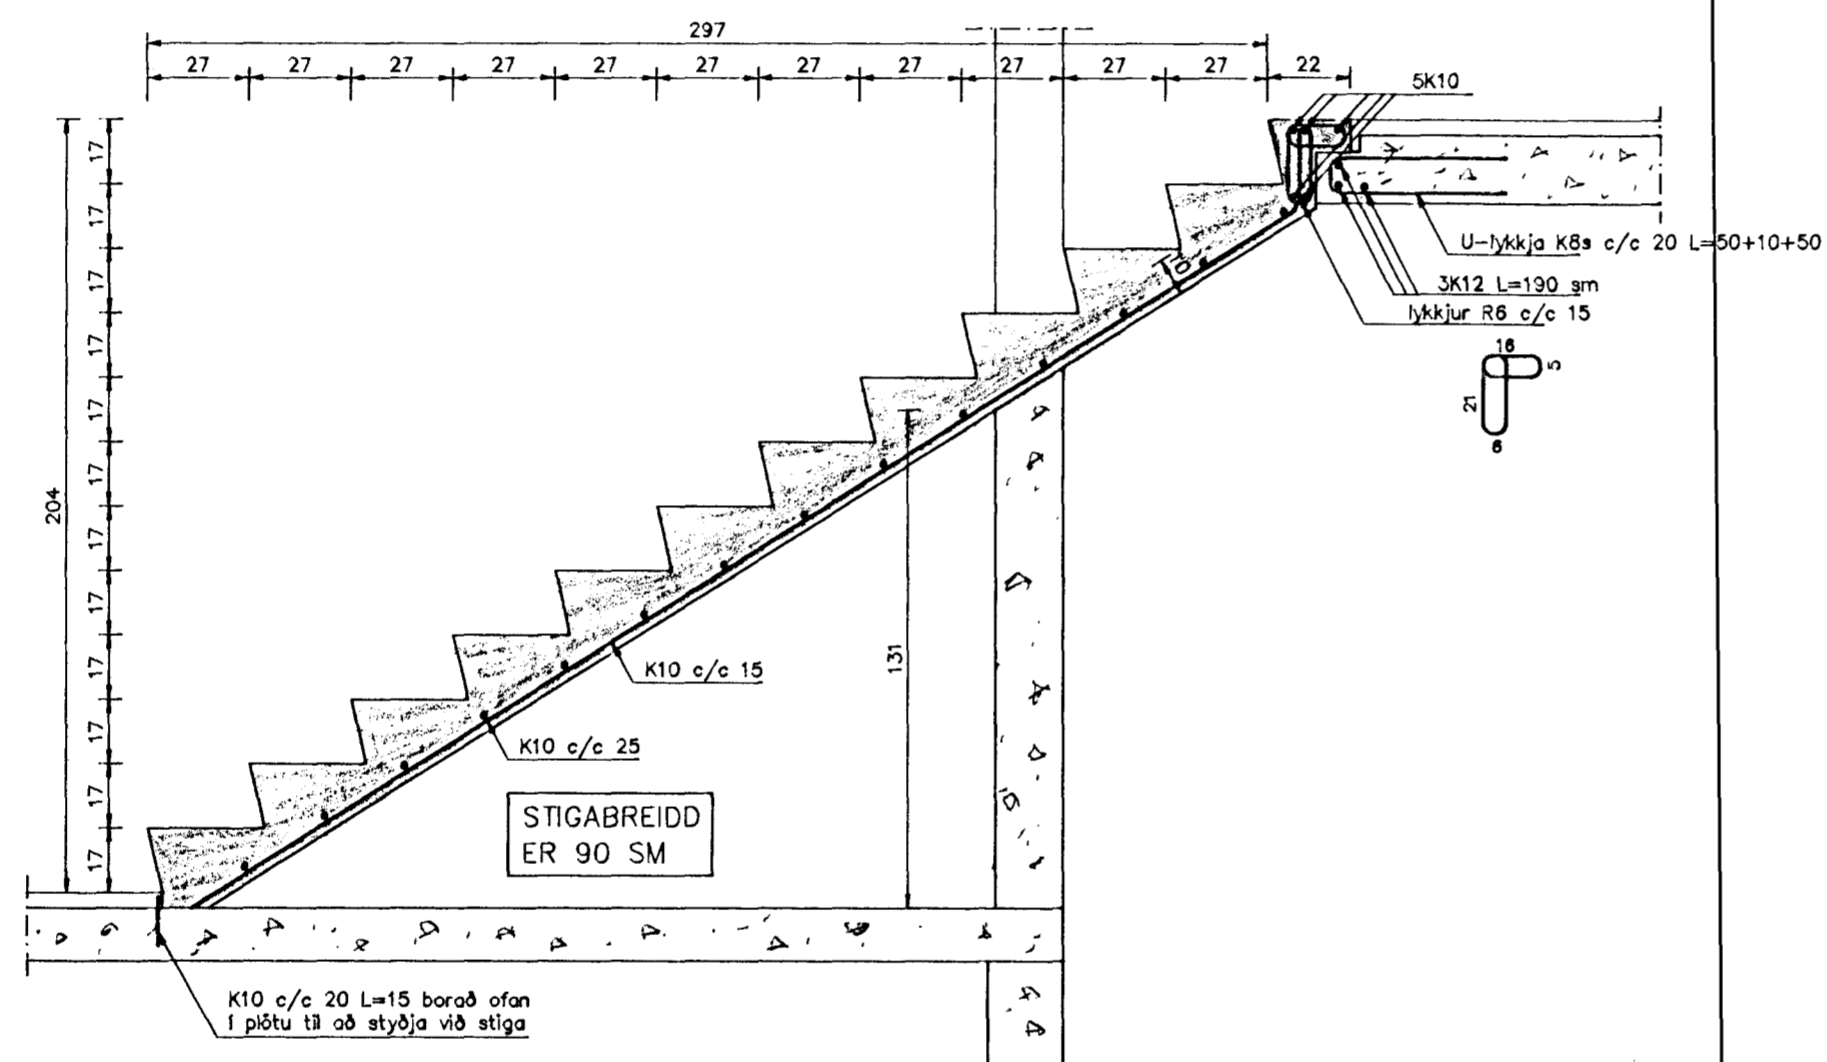 297
27 27 27 27 27 27 27 27 27 27 27 22
5K10
17
17
17
17
17
17
17
17
17
17
17
17
204
10
U-lykkja K8s c/c 20 L=50+10+50
3K12 L=190 sm
lykkjur R6 c/c 15
16
5
21
6
131
K10 c/c 15
K10 c/c 25
STIGABREIDD
ER 90 SM
K10 c/c 20 L=15 borað ofan
í plötu til að styðja við stiga